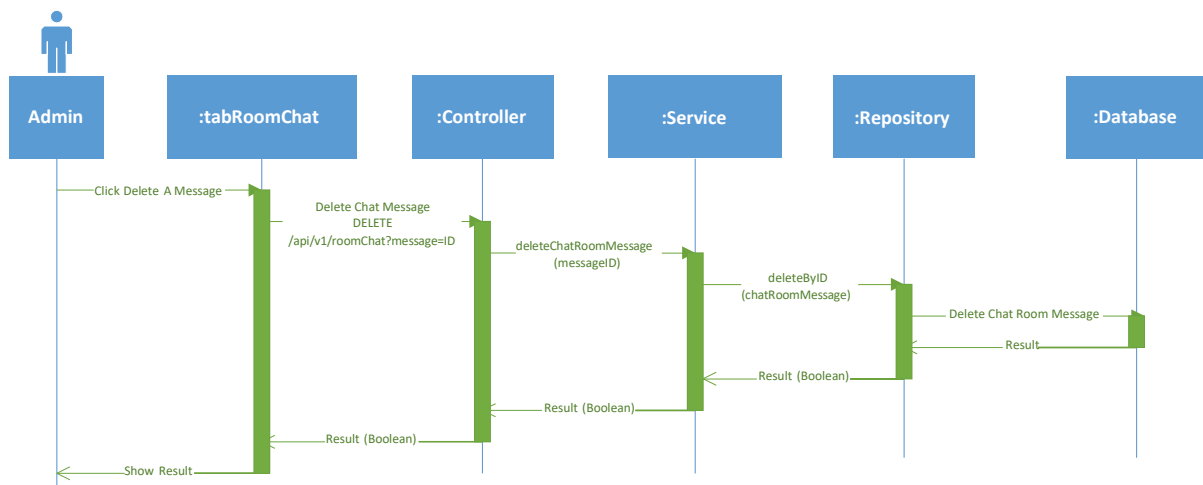 Admin
:tabRoomChat
:Controller
:Service
:Repository
:Database
Click Delete A Message
Delete Chat Message
DELETE
/api/v1/roomChat?message=ID
deleteChatRoomMessage
(messageID)
deleteByID
(chatRoomMessage)
Delete Chat Room Message
Result
Result (Boolean)
Result (Boolean)
Result (Boolean)
Show Result